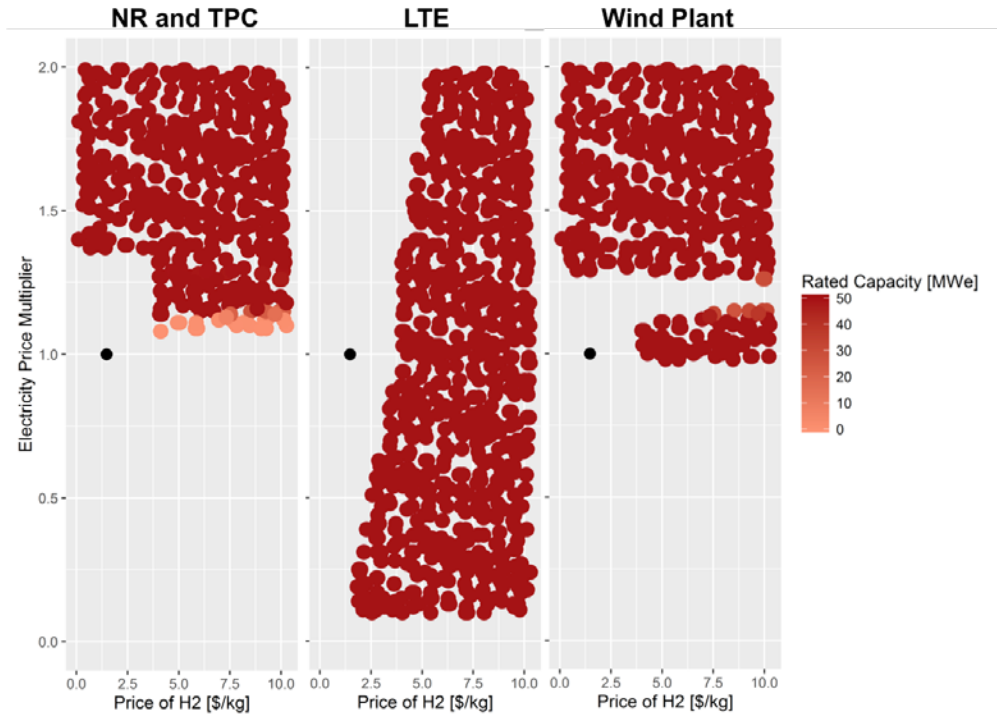 NR and TPC LTE Wind Plant
2.0
1.5
1.0
0.5
0.0
Electricity Price Multiplier
0.0 2.5 5.0 7.5 10.0 0.0 2.5 5.0 7.5 10.0 0.0 2.5 5.0 7.5 10.0
Price of H2 [$/kg] Price of H2 [$/kg] Price of H2 [$/kg]
Rated Capacity [MWe]
50
40
30
20
10
0